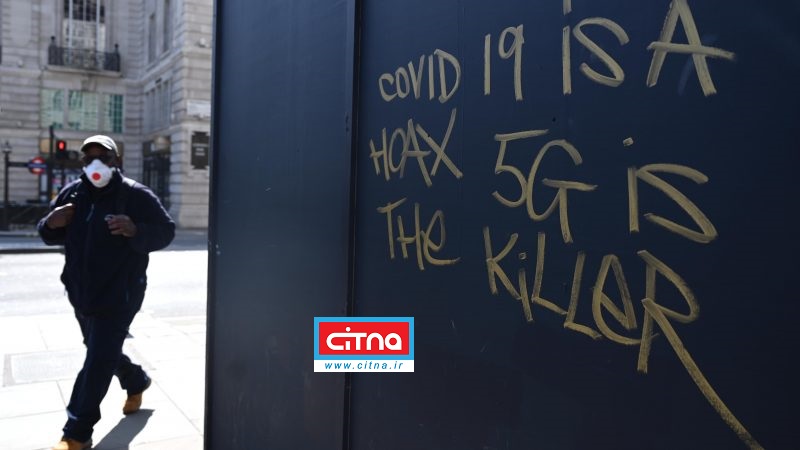 COVID 19 is A
HOAX 5G is
THe KiLLeR
CITNA
www.citna.ir